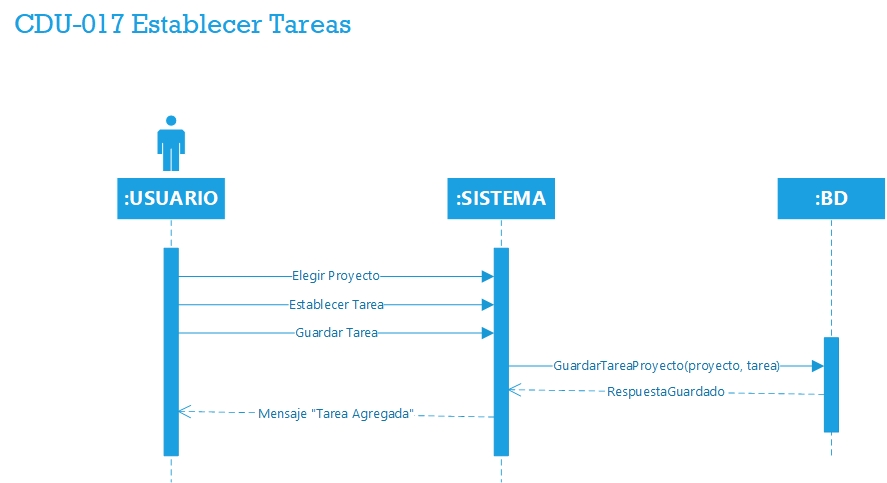 CDU-017 Establecer Tareas
:USUARIO
:SISTEMA
:BD
Elegir Proyecto
Establecer Tarea
Guardar Tarea
GuardarTareaProyecto(proyecto, tarea)
RespuestaGuardado
Mensaje "Tarea Agregada"